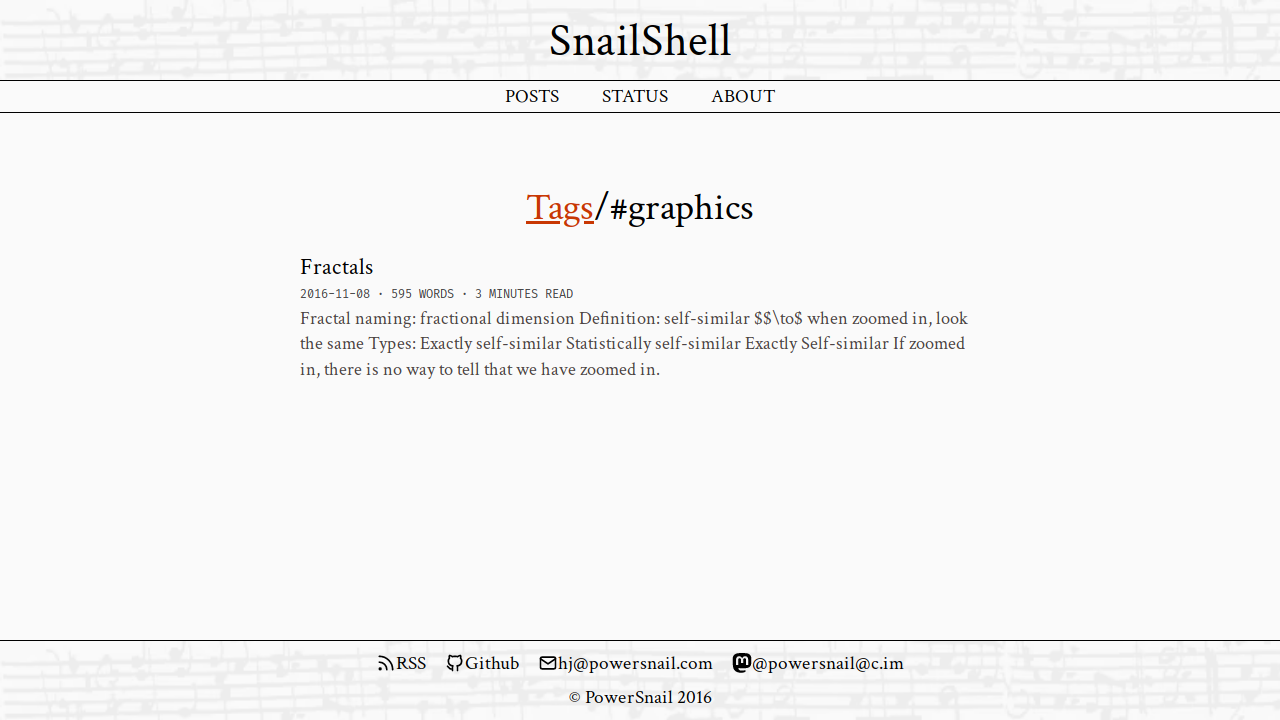 SnailShell
POSTS STATUS ABOUT
Tags/#graphics
Fractals
2016-11-08 · 595 WORDS · 3 MINUTES READ
Fractal naming: fractional dimension Definition: self-similar $$\to$ when zoomed in, look
the same Types: Exactly self-similar Statistically self-similar Exactly Self-similar If zoomed
in, there is no way to tell that we have zoomed in.
RSS Github hj@powersnail.com @powersnail@c.im
© PowerSnail 2016